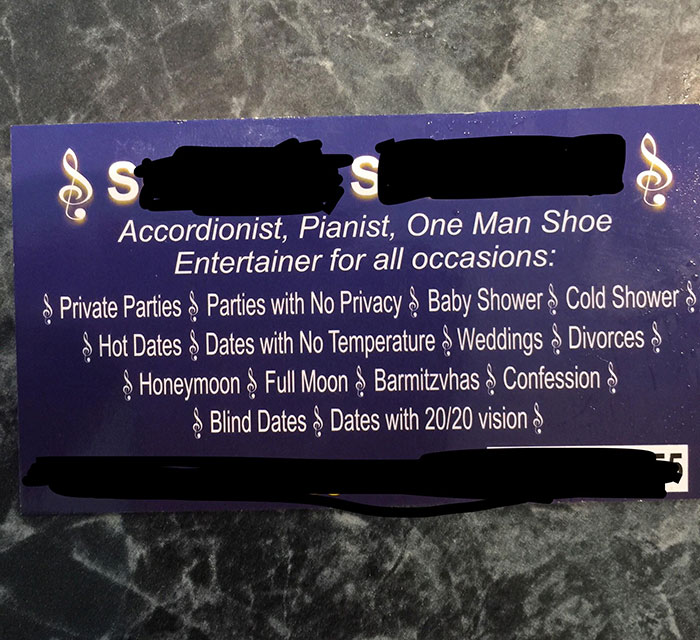 S S
Accordionist, Pianist, One Man Shoe
Entertainer for all occasions:
Private Parties Parties with No Privacy Baby Shower Cold Shower
Hot Dates Dates with No Temperature Weddings Divorces
Honeymoon Full Moon Barmitzvhas Confession
Blind Dates Dates with 20/20 vision